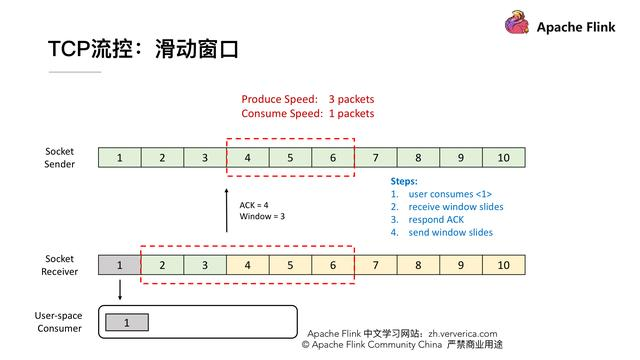 Apache Flink
TCP流控：滑动窗口
Produce Speed: 3 packets
Consume Speed: 1 packets
Socket Sender
1 2 3 4 5 6 7 8 9 10
ACK = 4
Window = 3
Steps:
1. user consumes <1>
2. receive window slides
3. respond ACK
4. send window slides
Socket Receiver
1 2 3 4 5 6 7 8 9 10
User-space Consumer
1
Apache Flink 中文学习网站：zh.ververica.com
© Apache Flink Community China 严禁商业用途